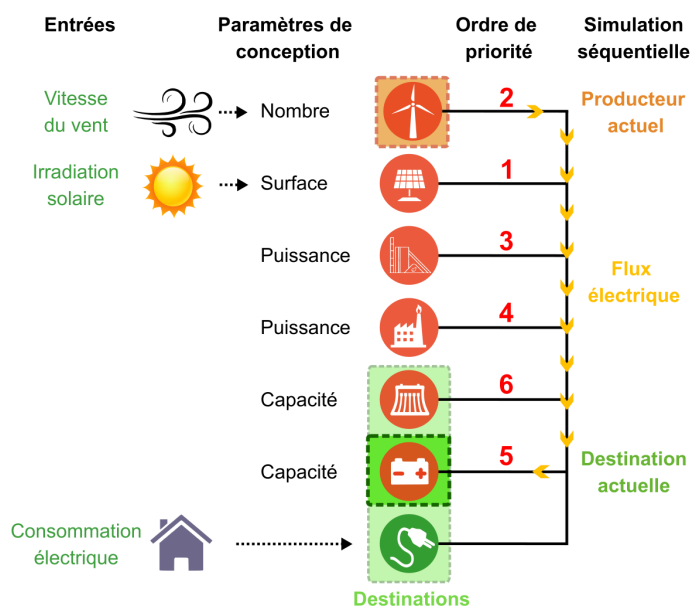 Entrées
Paramètres de
conception
Ordre de
priorité
Simulation
séquentielle
Vitesse
du vent
Nombre
2
Producteur
actuel
Irradiation
solaire
Surface
1
Puissance
3
Flux
électrique
Puissance
4
Capacité
6
Capacité
5
Destination
actuelle
Consommation
électrique
Destinations